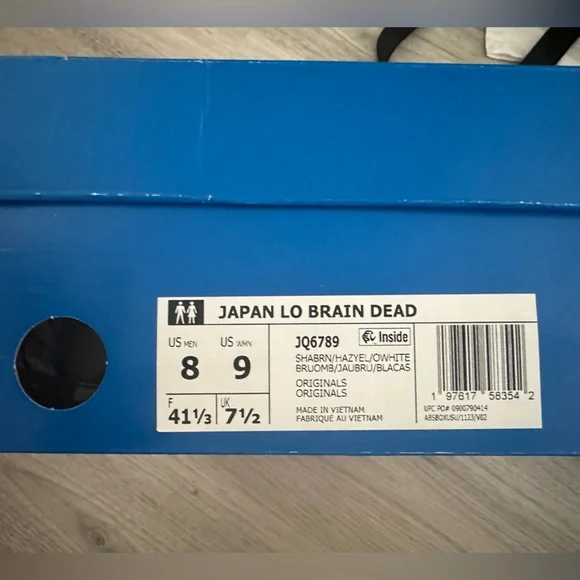 JAPAN LO BRAIN DEAD
US MEN
8
US WMN
9
F
41⅓
UK
7½
JQ6789
Inside
SHABRN/HAZYEL/OWHITE
BRUOMB/JAUBRU/BLACAS
ORIGINALS
ORIGINALS
MADE IN VIETNAM
FABRIQUE AU VIETNAM
1 97617 58354 2
UPC PO# 0900790414
ABSBOXUSU/1123/V02